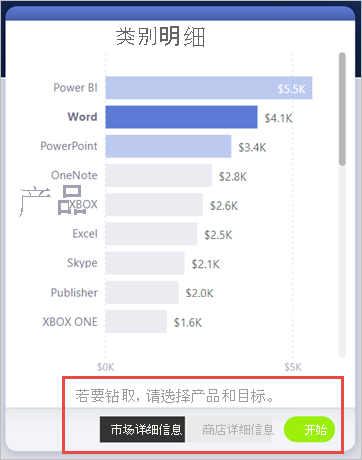 类别明细
Power BI $5.5K
Word $4.1K
PowerPoint $3.4K
OneNote $2.8K
产品
XBOX $2.6K
Excel $2.5K
Skype $2.1K
Publisher $2.0K
XBOX ONE $1.6K
$0K $5K
若要钻取，请选择产品和目标。
市场详细信息 商店详细信息 开始